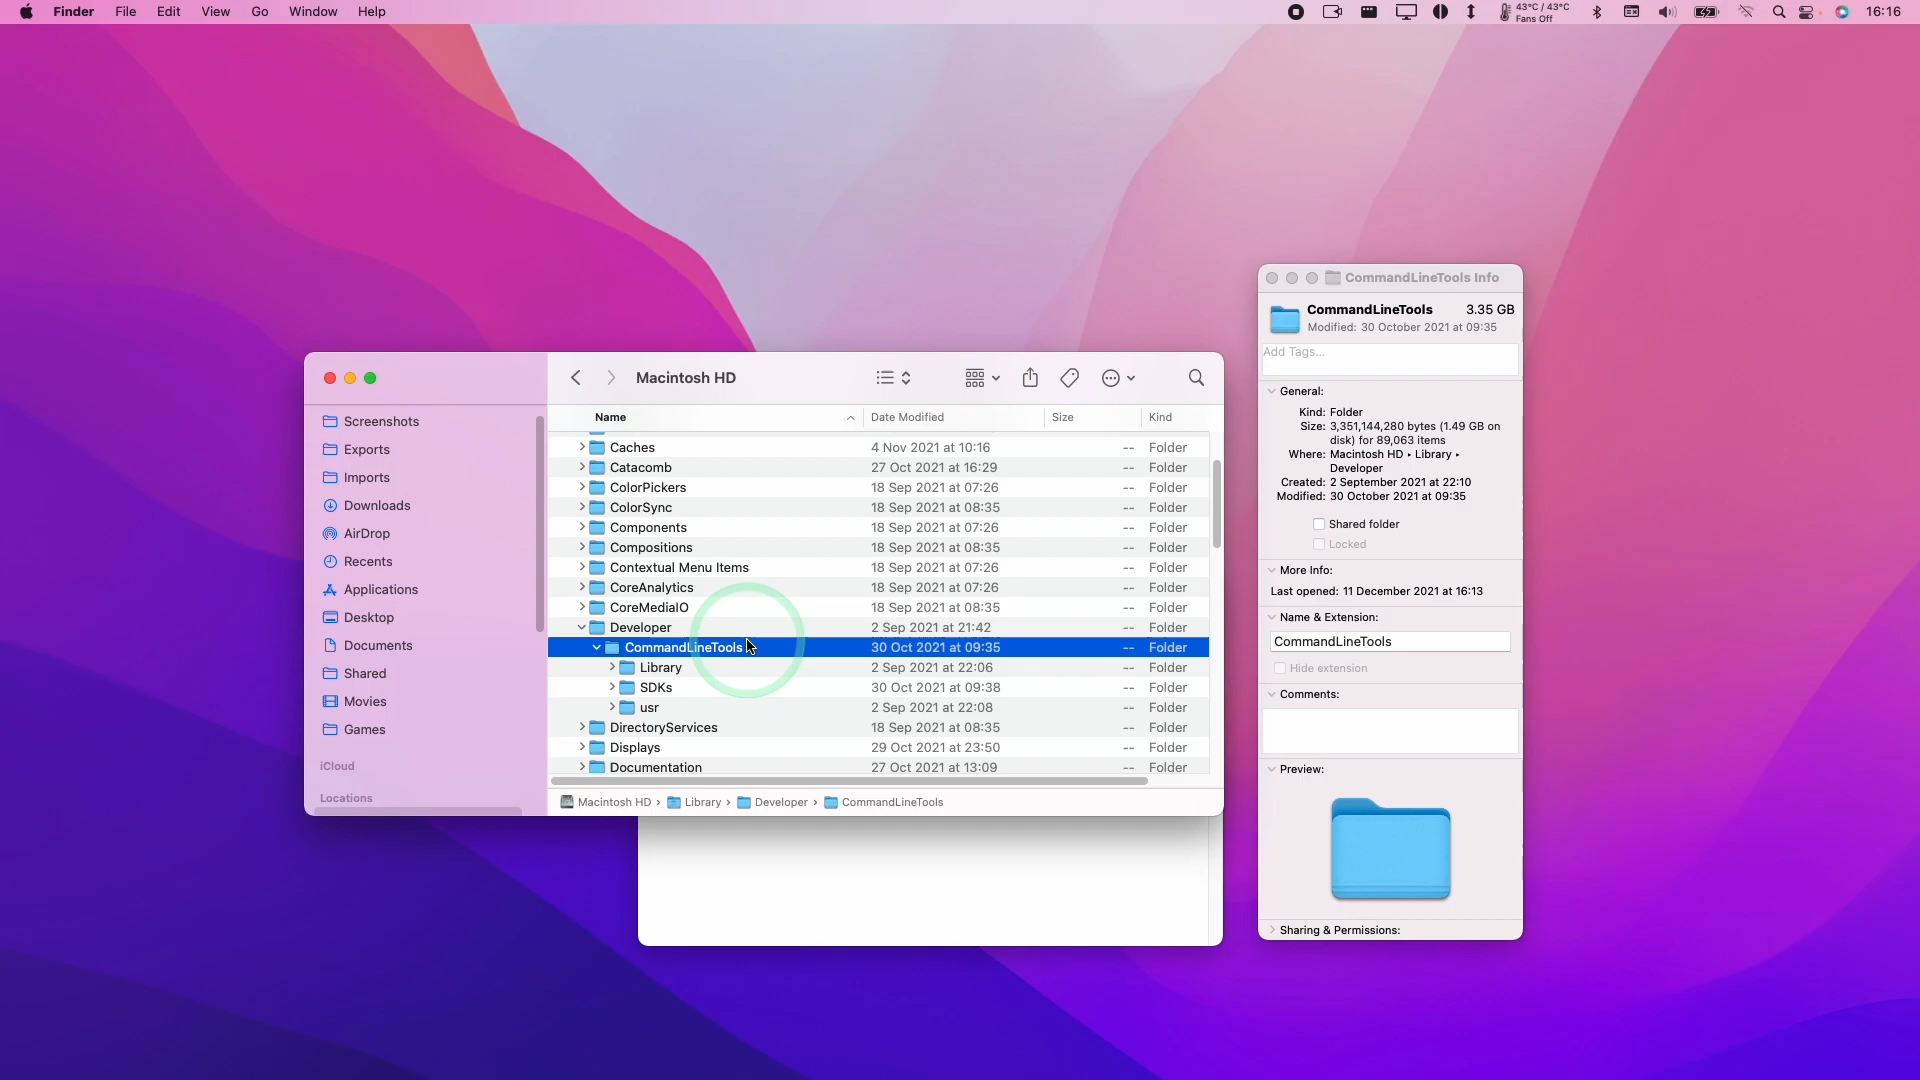 Finder File Edit View Go Window Help
43°C / 43°C
Fans Off
16:16
Macintosh HD
Screenshots
Exports
Imports
Downloads
AirDrop
Recents
Applications
Desktop
Documents
Shared
Movies
Games
iCloud
Locations
Name Date Modified Size Kind
Caches 4 Nov 2021 at 10:16 -- Folder
Catacomb 27 Oct 2021 at 16:29 -- Folder
ColorPickers 18 Sep 2021 at 07:26 -- Folder
ColorSync 18 Sep 2021 at 08:35 -- Folder
Components 18 Sep 2021 at 07:26 -- Folder
Compositions 18 Sep 2021 at 08:35 -- Folder
Contextual Menu Items 18 Sep 2021 at 07:26 -- Folder
CoreAnalytics 18 Sep 2021 at 07:26 -- Folder
CoreMediaIO 18 Sep 2021 at 08:35 -- Folder
Developer 2 Sep 2021 at 21:42 -- Folder
CommandLineTools 30 Oct 2021 at 09:35 -- Folder
Library 2 Sep 2021 at 22:06 -- Folder
SDKs 30 Oct 2021 at 09:38 -- Folder
usr 2 Sep 2021 at 22:08 -- Folder
DirectoryServices 18 Sep 2021 at 08:35 -- Folder
Displays 29 Oct 2021 at 23:50 -- Folder
Documentation 27 Oct 2021 at 13:09 -- Folder
Macintosh HD › Library › Developer › CommandLineTools
CommandLineTools Info
CommandLineTools 3.35 GB
Modified: 30 October 2021 at 09:35
Add Tags...
General:
Kind: Folder
Size: 3,351,144,280 bytes (1.49 GB on
disk) for 89,063 items
Where: Macintosh HD ▸ Library ▸
Developer
Created: 2 September 2021 at 22:10
Modified: 30 October 2021 at 09:35
Shared folder
Locked
More Info:
Last opened: 11 December 2021 at 16:13
Name & Extension:
CommandLineTools
Hide extension
Comments:
Preview:
Sharing & Permissions: